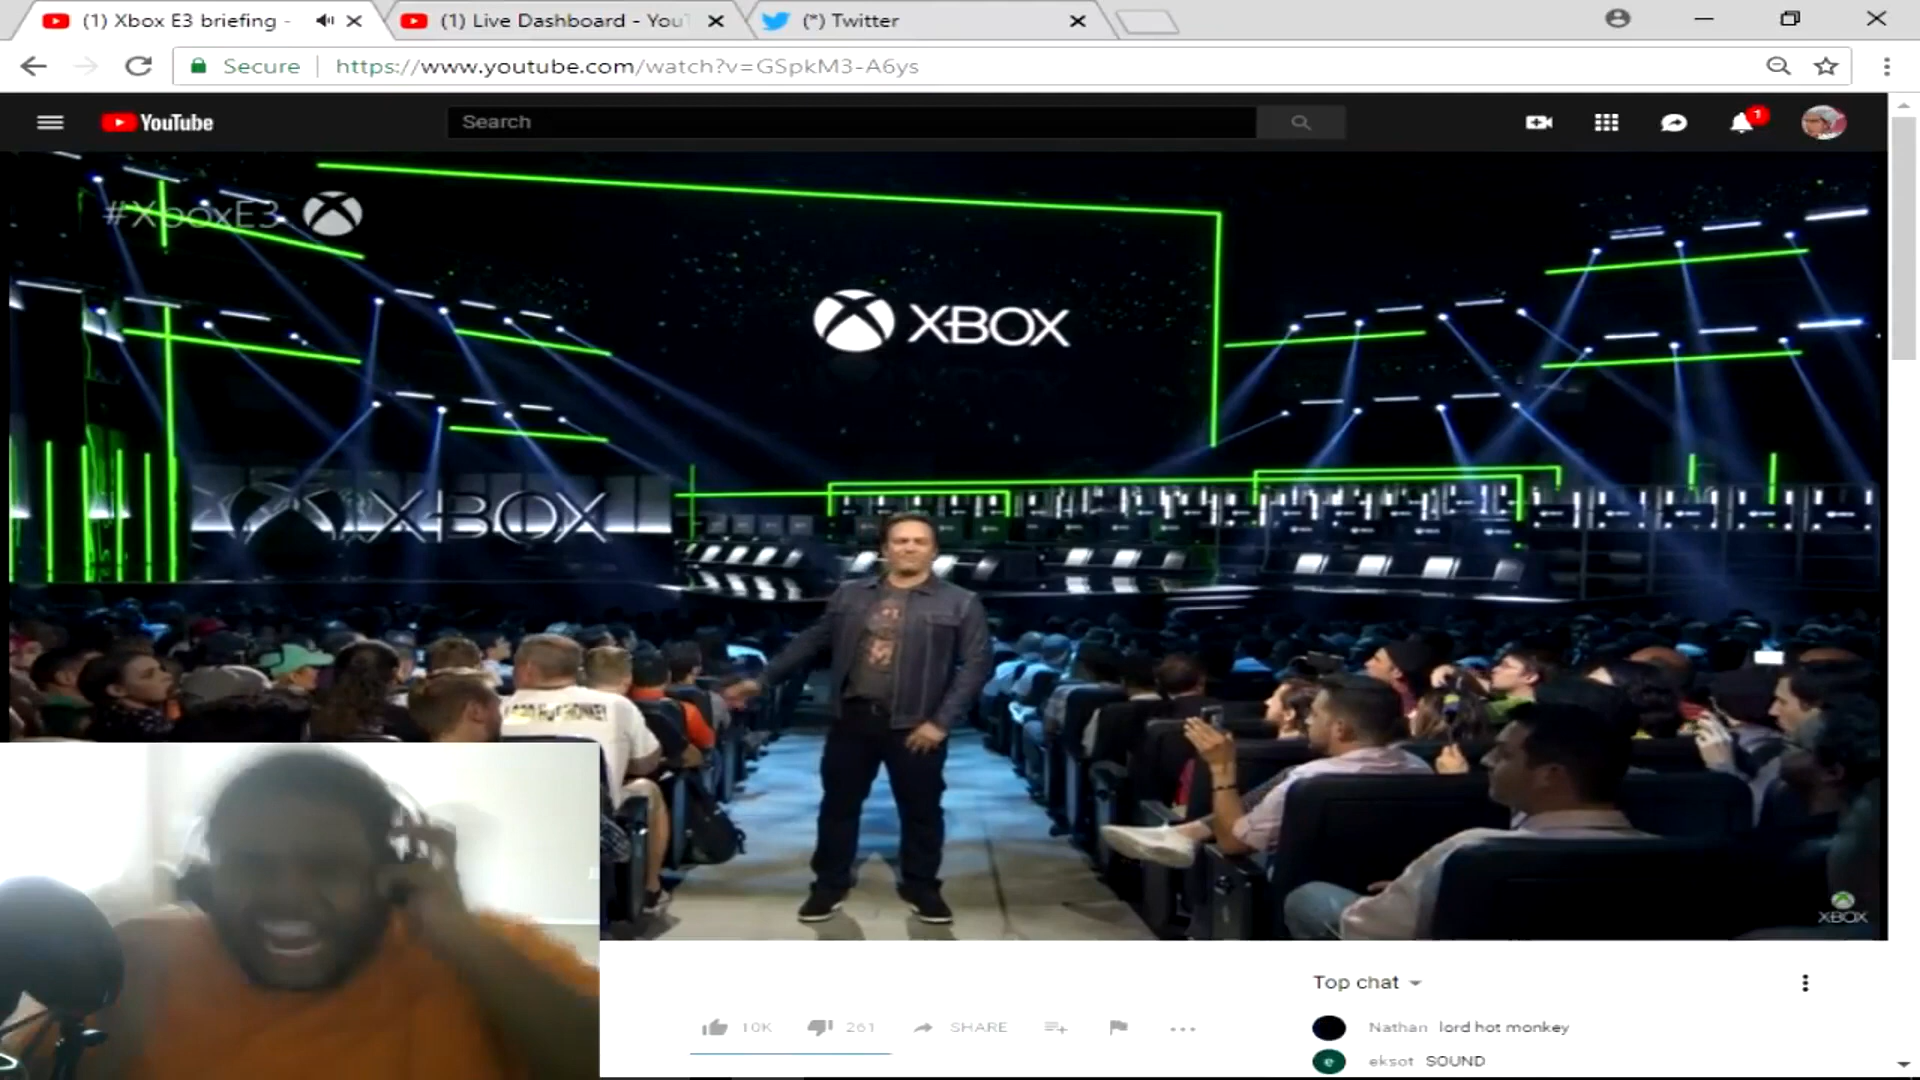 (1) Xbox E3 briefing -
(1) Live Dashboard - You
(*) Twitter
Secure
https://www.youtube.com/watch?v=GSpkM3-A6ys
YouTube
Search
1
#XboxE3
XBOX
XBOX
XBOX
10K
261
SHARE
Top chat
Nathan lord hot monkey
e eksot SOUND